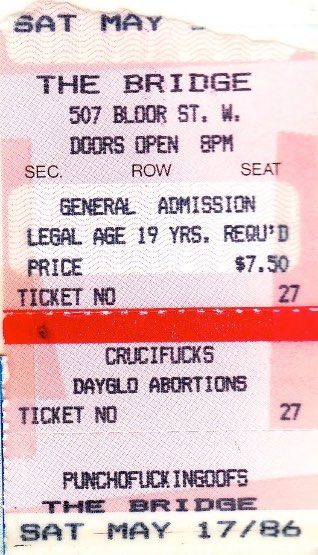 SAT MAY
THE BRIDGE
507 BLOOR ST. W.
DOORS OPEN 8PM
SEC. ROW SEAT
GENERAL ADMISSION
LEGAL AGE 19 YRS. REQU'D
PRICE $7.50
TICKET NO 27
CRUCIFUCKS
DAYGLO ABORTIONS
TICKET NO 27
PUNCHOFUCKINGOOFS
THE BRIDGE
SAT MAY 17/86